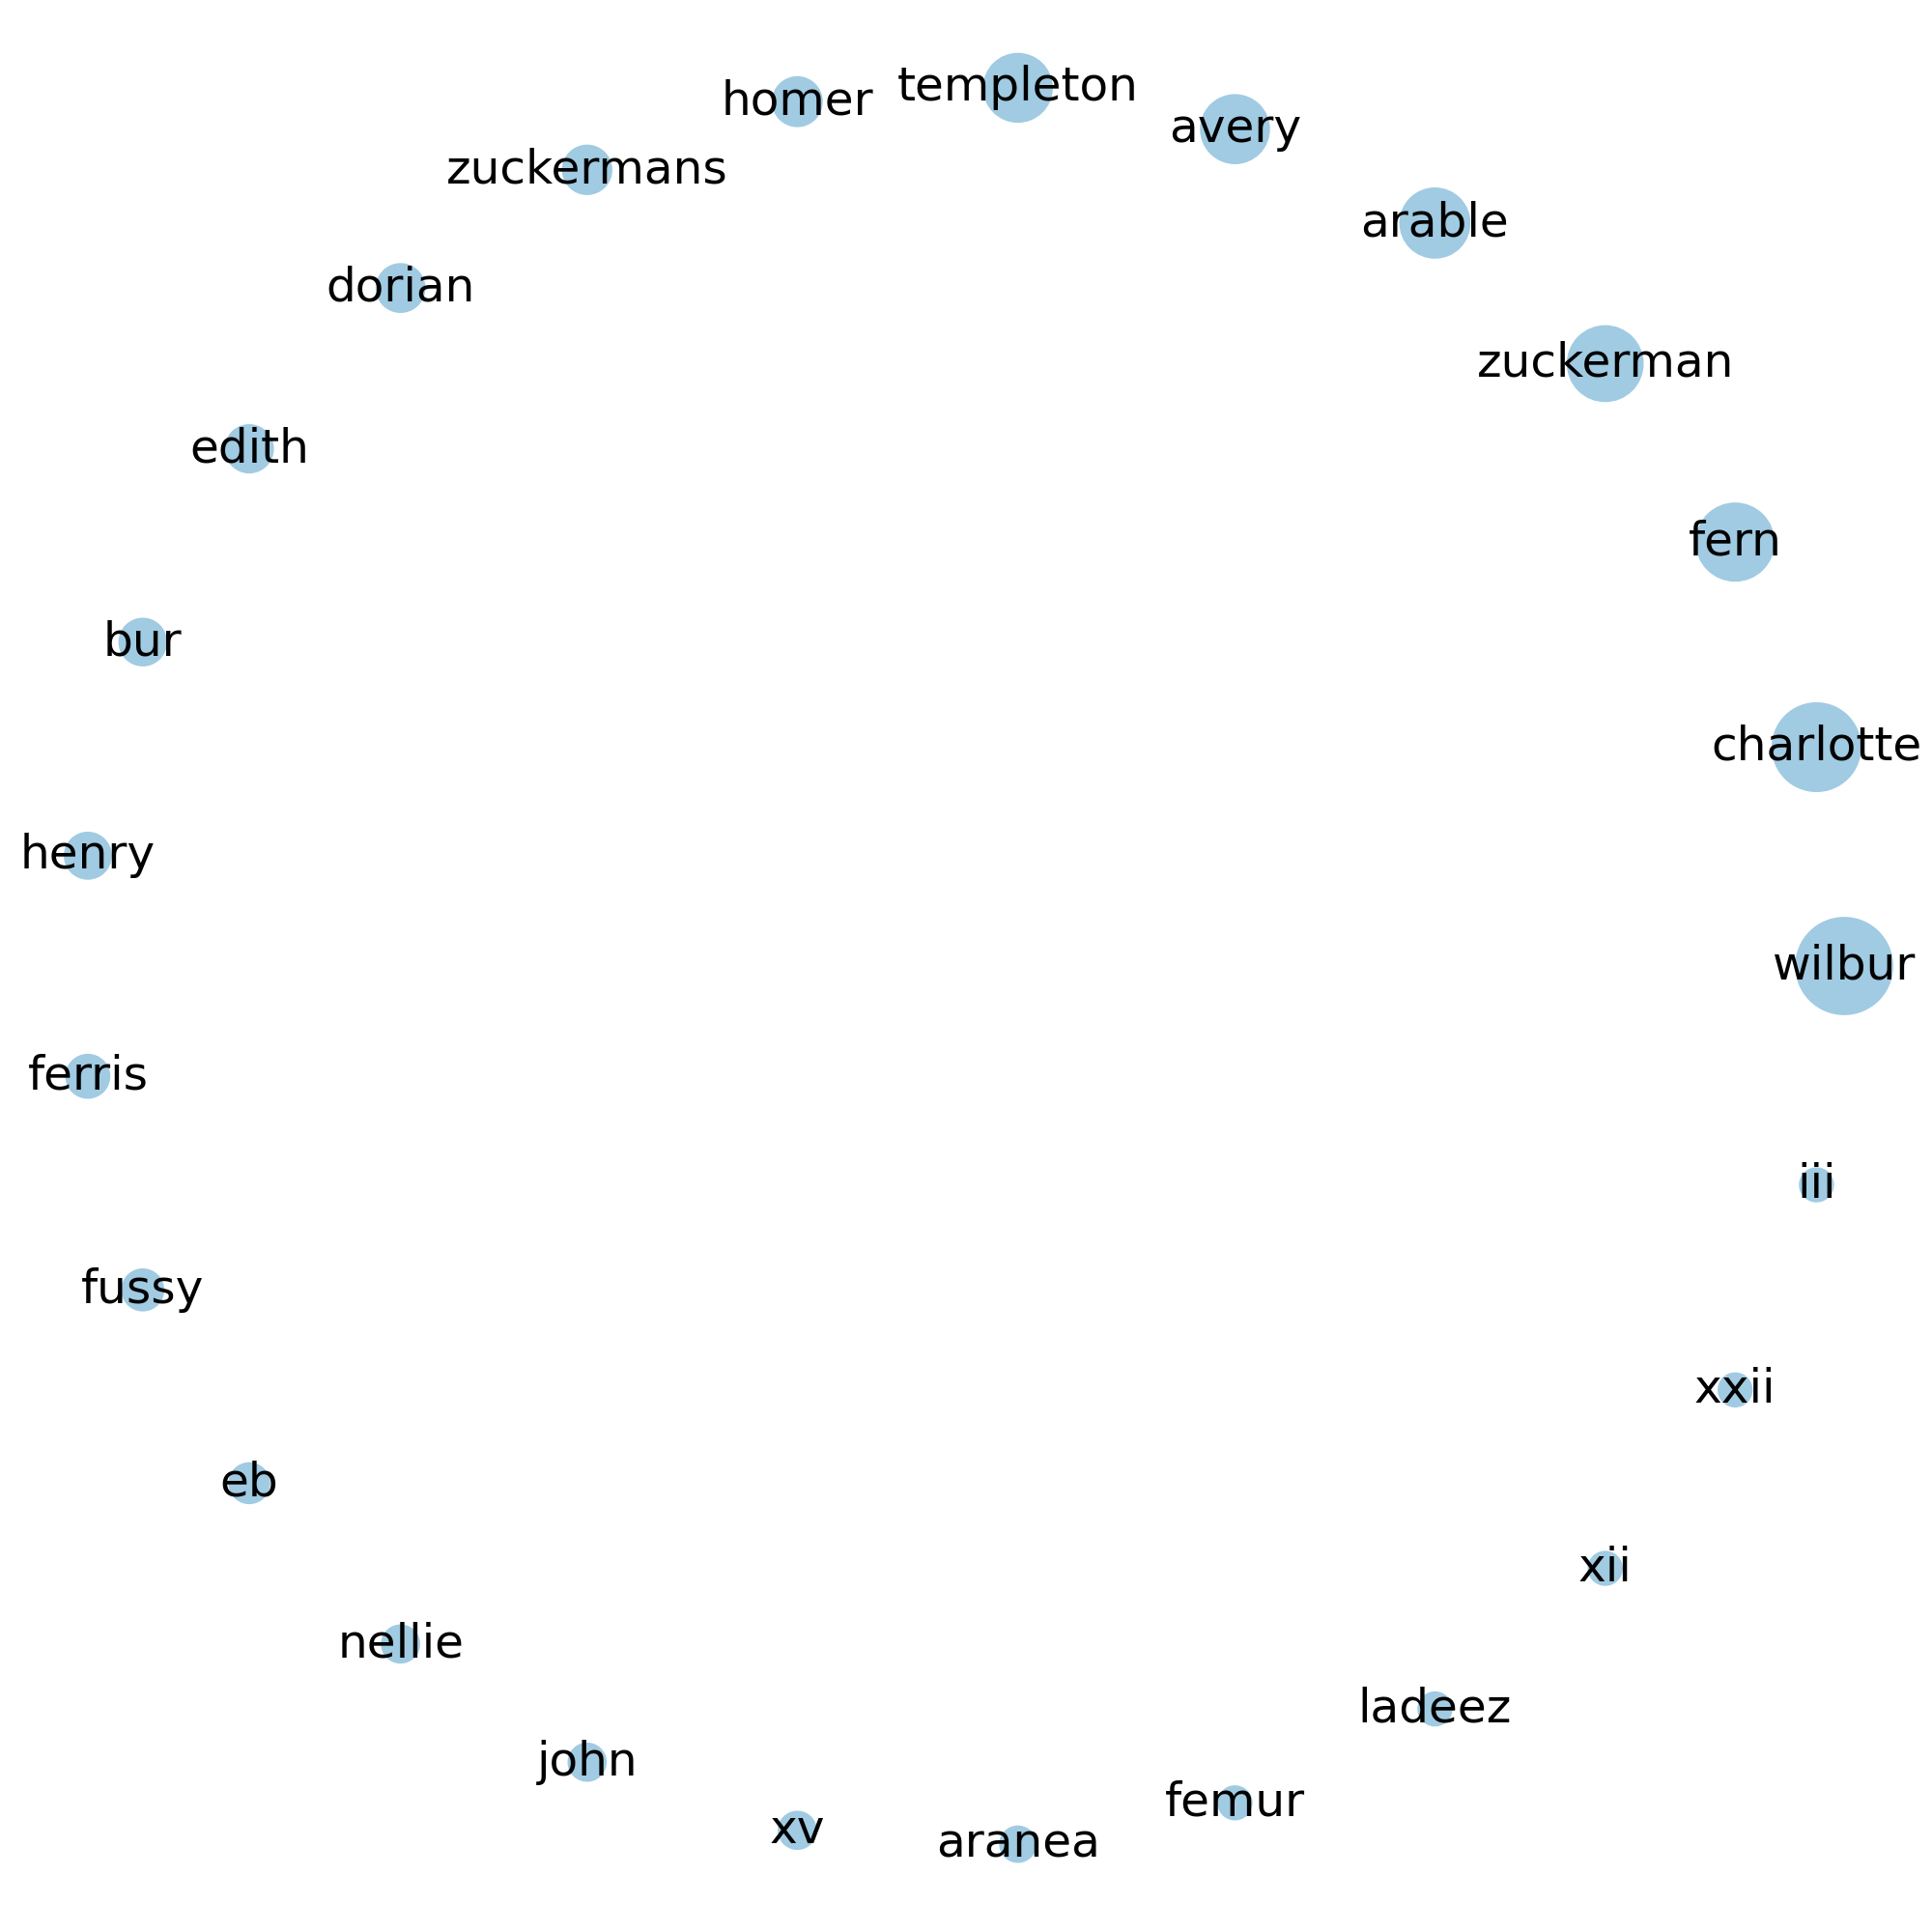 templeton
homer
avery
zuckermans
arable
dorian
zuckerman
edith
fern
bur
charlotte
henry
wilbur
ferris
iii
fussy
xxii
eb
xii
nellie
ladeez
john
femur
xv
aranea